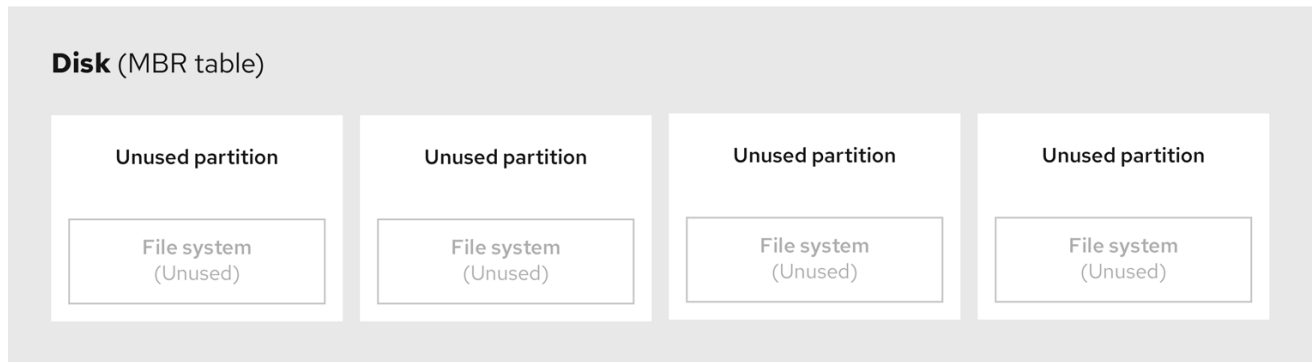 Disk (MBR table)
Unused partition
File system
(Unused)
Unused partition
File system
(Unused)
Unused partition
File system
(Unused)
Unused partition
File system
(Unused)